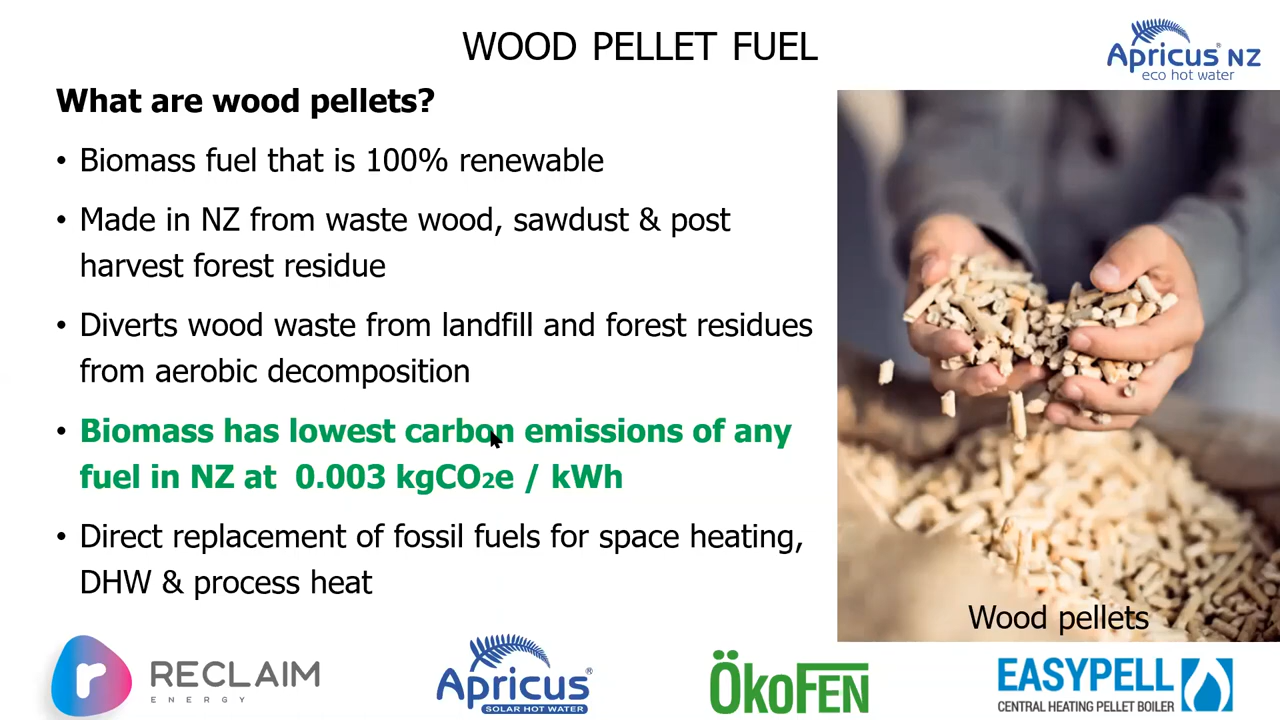 WOOD PELLET FUEL
Apricus® NZ
eco hot water
What are wood pellets?
• Biomass fuel that is 100% renewable
• Made in NZ from waste wood, sawdust & post
harvest forest residue
• Diverts wood waste from landfill and forest residues
from aerobic decomposition
• Biomass has lowest carbon emissions of any
fuel in NZ at 0.003 kgCO₂e / kWh
• Direct replacement of fossil fuels for space heating,
DHW & process heat
Wood pellets
r RECLAIM
ENERGY
Apricus®
SOLAR HOT WATER
ÖkoFEN
EASYPELL
CENTRAL HEATING PELLET BOILER